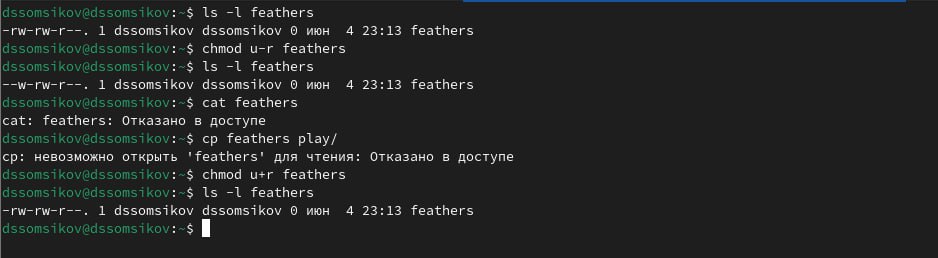 dssomsikov@dssomsikov:~$ ls -l feathers
-rw-rw-r--. 1 dssomsikov dssomsikov 0 июн  4 23:13 feathers
dssomsikov@dssomsikov:~$ chmod u-r feathers
dssomsikov@dssomsikov:~$ ls -l feathers
--w-rw-r--. 1 dssomsikov dssomsikov 0 июн  4 23:13 feathers
dssomsikov@dssomsikov:~$ cat feathers
cat: feathers: Отказано в доступе
dssomsikov@dssomsikov:~$ cp feathers play/
cp: невозможно открыть 'feathers' для чтения: Отказано в доступе
dssomsikov@dssomsikov:~$ chmod u+r feathers
dssomsikov@dssomsikov:~$ ls -l feathers
-rw-rw-r--. 1 dssomsikov dssomsikov 0 июн  4 23:13 feathers
dssomsikov@dssomsikov:~$